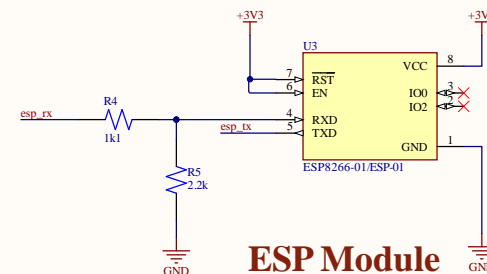 +3V3
+3V
U3
VCC
8
7
RST
6
EN
3
IO0
2
IO2
esp_rx
R4
1k1
4
RXD
esp_tx
5
TXD
1
GND
ESP8266-01/ESP-01
R5
2.2k
GND
ESP Module
GN